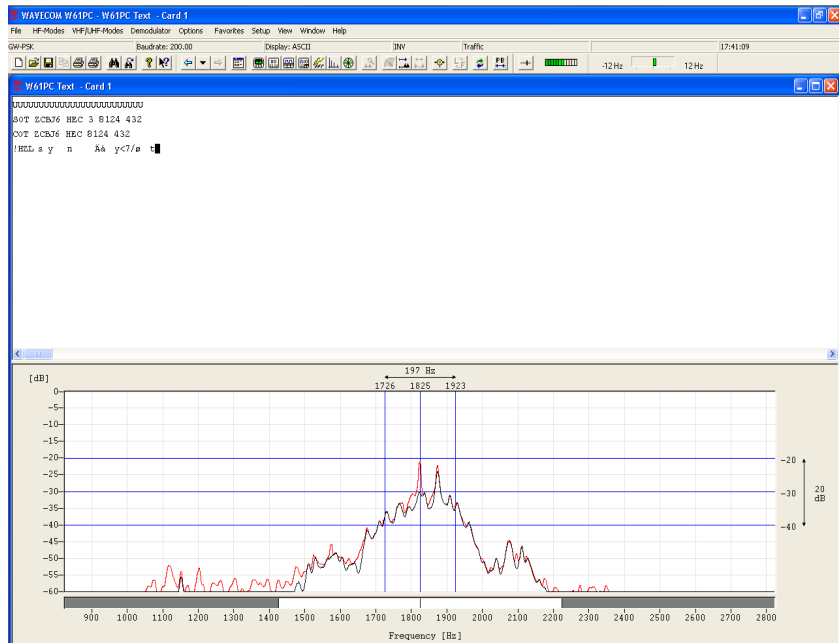 WAVECOM W61PC - W61PC Text - Card 1
File HF-Modes VHF/UHF-Modes Demodulator Options Favorites Setup View Window Help
GW-PSK Baudrate: 200.00 Display: ASCII INV Traffic 17:41:09
-12 Hz 12 Hz
W61PC Text - Card 1
UUUUUUUUUUUUUUUUUUUUUUUUU
SOT ZCBJ6 HEC 3 8124 432
COT ZCBJ6 HEC 8124 432
!HZL s y n Äà y<7/ø t
197 Hz
[dB] 1726 1825 1923
0
-5
-10
-15
-20 -20
-25
-30 -30 20 dB
-35
-40 -40
-45
-50
-55
-60
900 1000 1100 1200 1300 1400 1500 1600 1700 1800 1900 2000 2100 2200 2300 2400 2500 2600 2700 2800
Frequency [Hz]